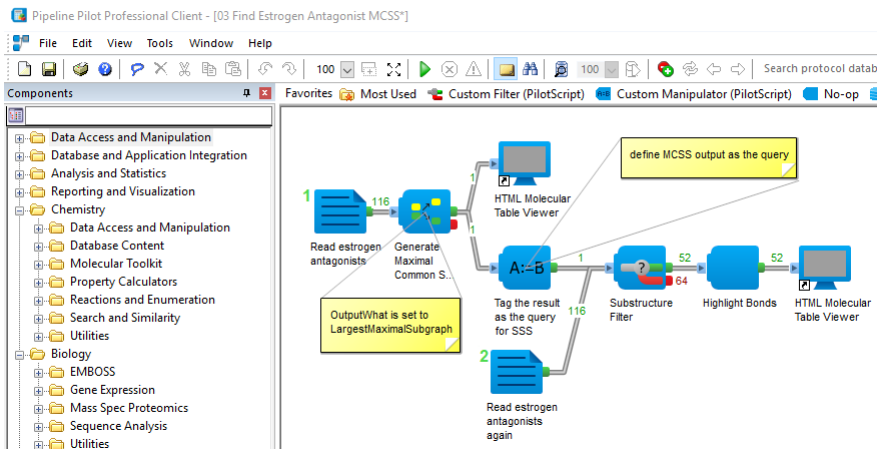 Pipeline Pilot Professional Client - [03 Find Estrogen Antagonist MCSS*]
File Edit View Tools Window Help
100 100 Search protocol datab
Components
Favorites Most Used Custom Filter (PilotScript) Custom Manipulator (PilotScript) No-op
Data Access and Manipulation
Database and Application Integration
Analysis and Statistics
Reporting and Visualization
Chemistry
Data Access and Manipulation
Database Content
Molecular Toolkit
Property Calculators
Reactions and Enumeration
Search and Similarity
Utilities
Biology
EMBOSS
Gene Expression
Mass Spec Proteomics
Sequence Analysis
Utilities
1
116
Read estrogen
antagonists
Generate
Maximal
Common S...
1
1
HTML Molecular
Table Viewer
define MCSS output as the query
OutputWhat is set to
LargestMaximalSubgraph
A:=B
Tag the result
as the query
for SSS
1
116
2
Read estrogen
antagonists
again
?
Substructure
Filter
52
64
Highlight Bonds
52
HTML Molecular
Table Viewer